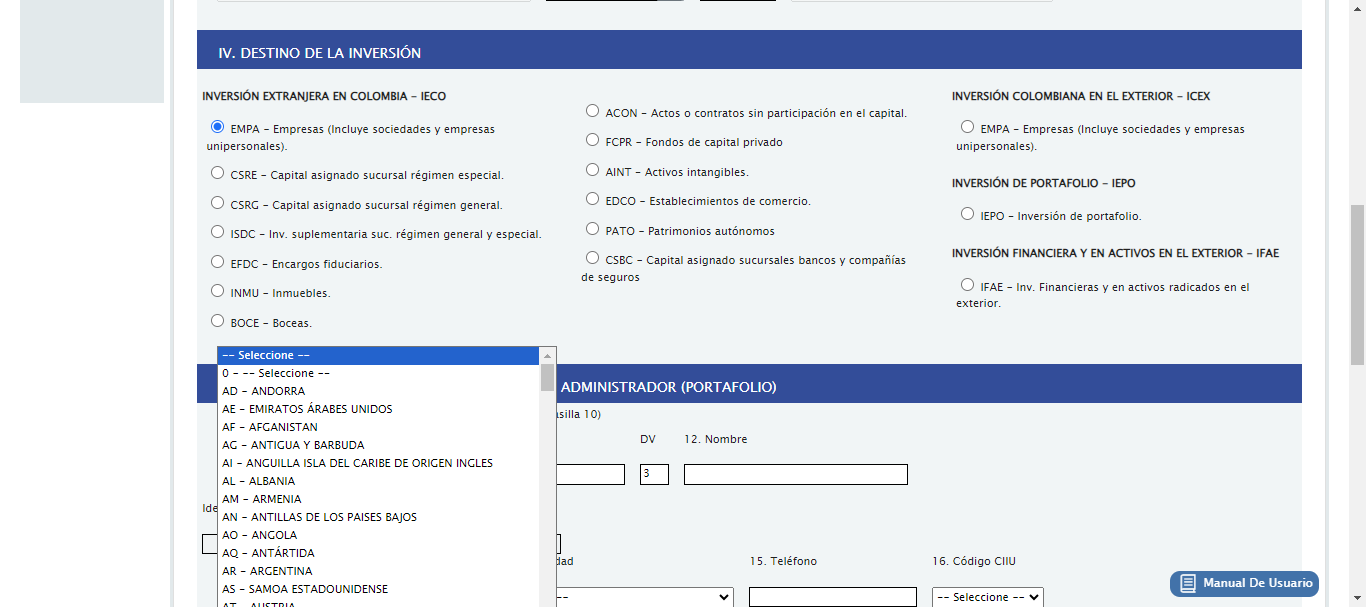 IV. DESTINO DE LA INVERSIÓN
INVERSIÓN EXTRANJERA EN COLOMBIA - IECO
EMPA - Empresas (Incluye sociedades y empresas
unipersonales).
CSRE - Capital asignado sucursal régimen especial.
CSRG - Capital asignado sucursal régimen general.
ISDC - Inv. suplementaria suc. régimen general y especial.
EFDC - Encargos fiduciarios.
INMU - Inmuebles.
BOCE - Boceas.
ACON - Actos o contratos sin participación en el capital.
FCPR - Fondos de capital privado
AINT - Activos intangibles.
EDCO - Establecimientos de comercio.
PATO - Patrimonios autónomos
CSBC - Capital asignado sucursales bancos y compañías
de seguros
INVERSIÓN COLOMBIANA EN EL EXTERIOR - ICEX
EMPA - Empresas (Incluye sociedades y empresas
unipersonales).
INVERSIÓN DE PORTAFOLIO - IEPO
IEPO - Inversión de portafolio.
INVERSIÓN FINANCIERA Y EN ACTIVOS EN EL EXTERIOR - IFAE
IFAE - Inv. Financieras y en activos radicados en el
exterior.
-- Seleccione --
0 - -- Seleccione --
AD - ANDORRA
AE - EMIRATOS ÁRABES UNIDOS
AF - AFGANISTAN
AG - ANTIGUA Y BARBUDA
AI - ANGUILLA ISLA DEL CARIBE DE ORIGEN INGLES
AL - ALBANIA
AM - ARMENIA
AN - ANTILLAS DE LOS PAISES BAJOS
AO - ANGOLA
AQ - ANTÁRTIDA
AR - ARGENTINA
AS - SAMOA ESTADOUNIDENSE
AT - AUSTRIA
ADMINISTRADOR (PORTAFOLIO)
silla 10)
DV
12. Nombre
3
Ide
dad
15. Teléfono
16. Código CIIU
--
-- Seleccione --
Manual De Usuario